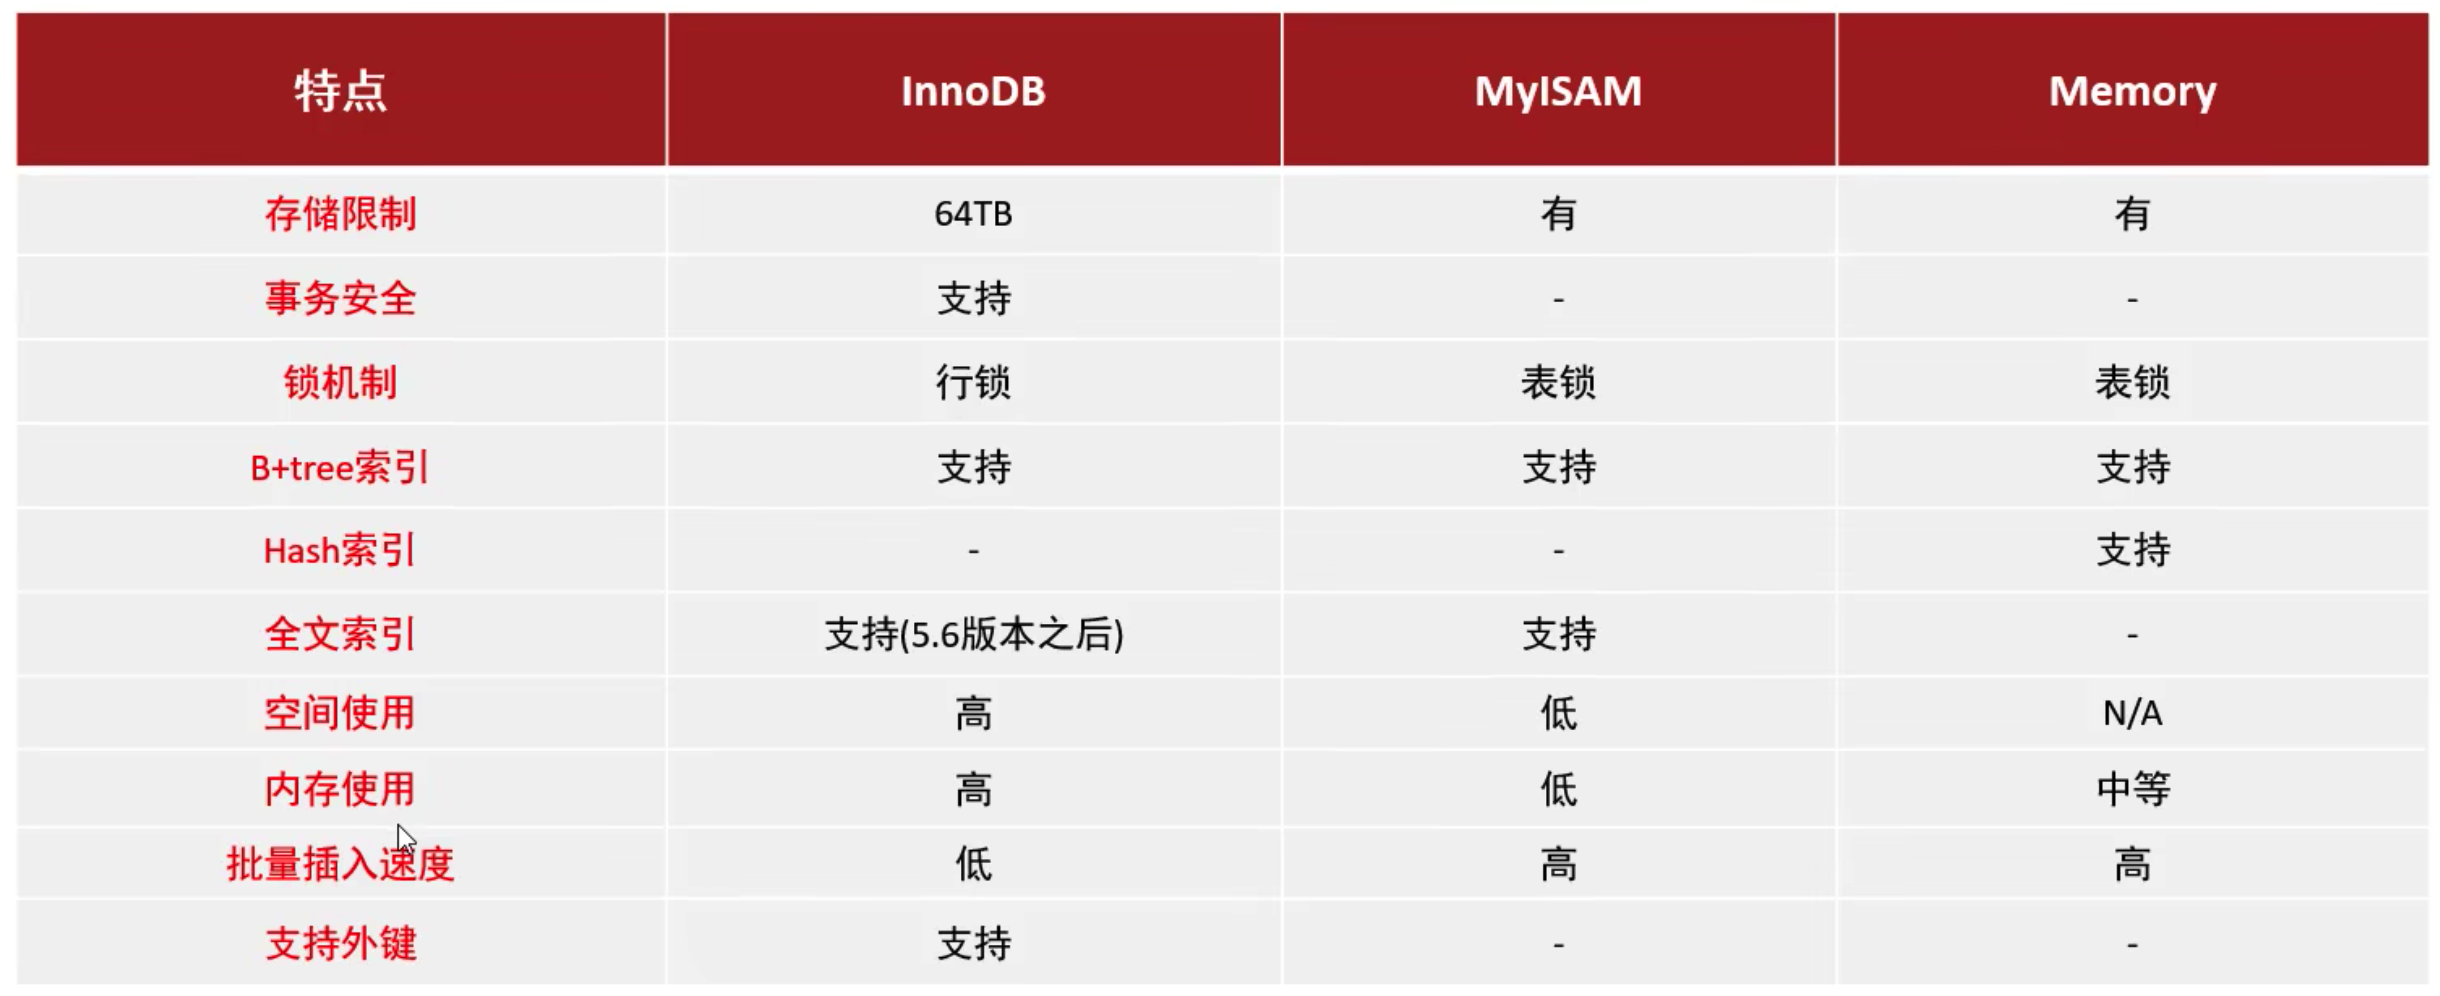 特点 InnoDB MyISAM Memory
存储限制 64TB 有 有
事务安全 支持 - -
锁机制 行锁 表锁 表锁
B+tree索引 支持 支持 支持
Hash索引 - - 支持
全文索引 支持(5.6版本之后) 支持 -
空间使用 高 低 N/A
内存使用 高 低 中等
批量插入速度 低 高 高
支持外键 支持 - -